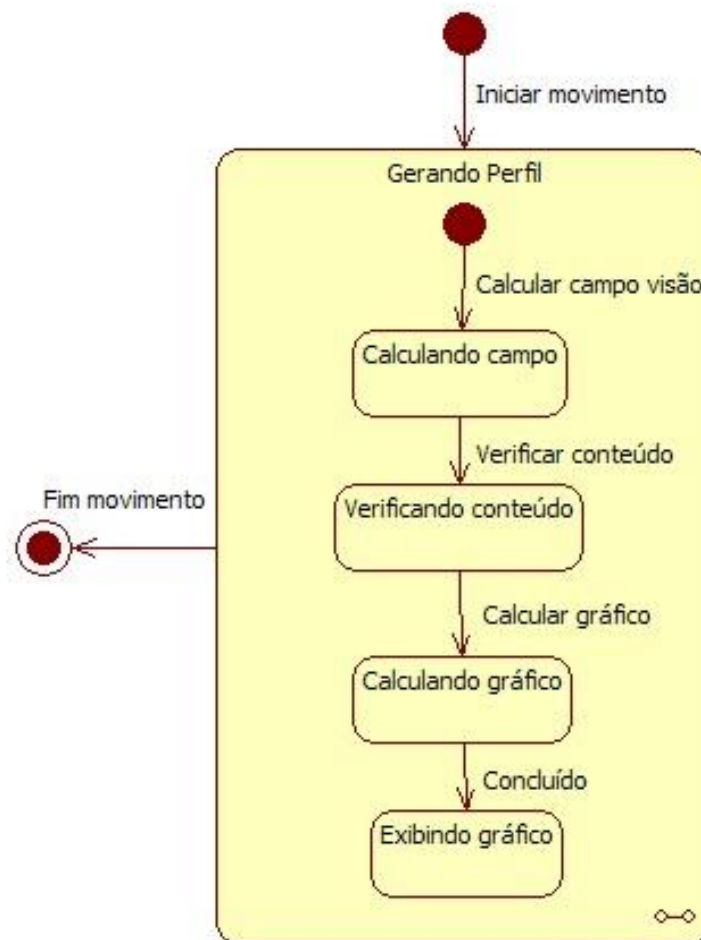 Iniciar movimento
Gerando Perfil
Calcular campo visão
Calculando campo
Verificar conteúdo
Fim movimento
Verificando conteúdo
Calcular gráfico
Calculando gráfico
Concluído
Exibindo gráfico